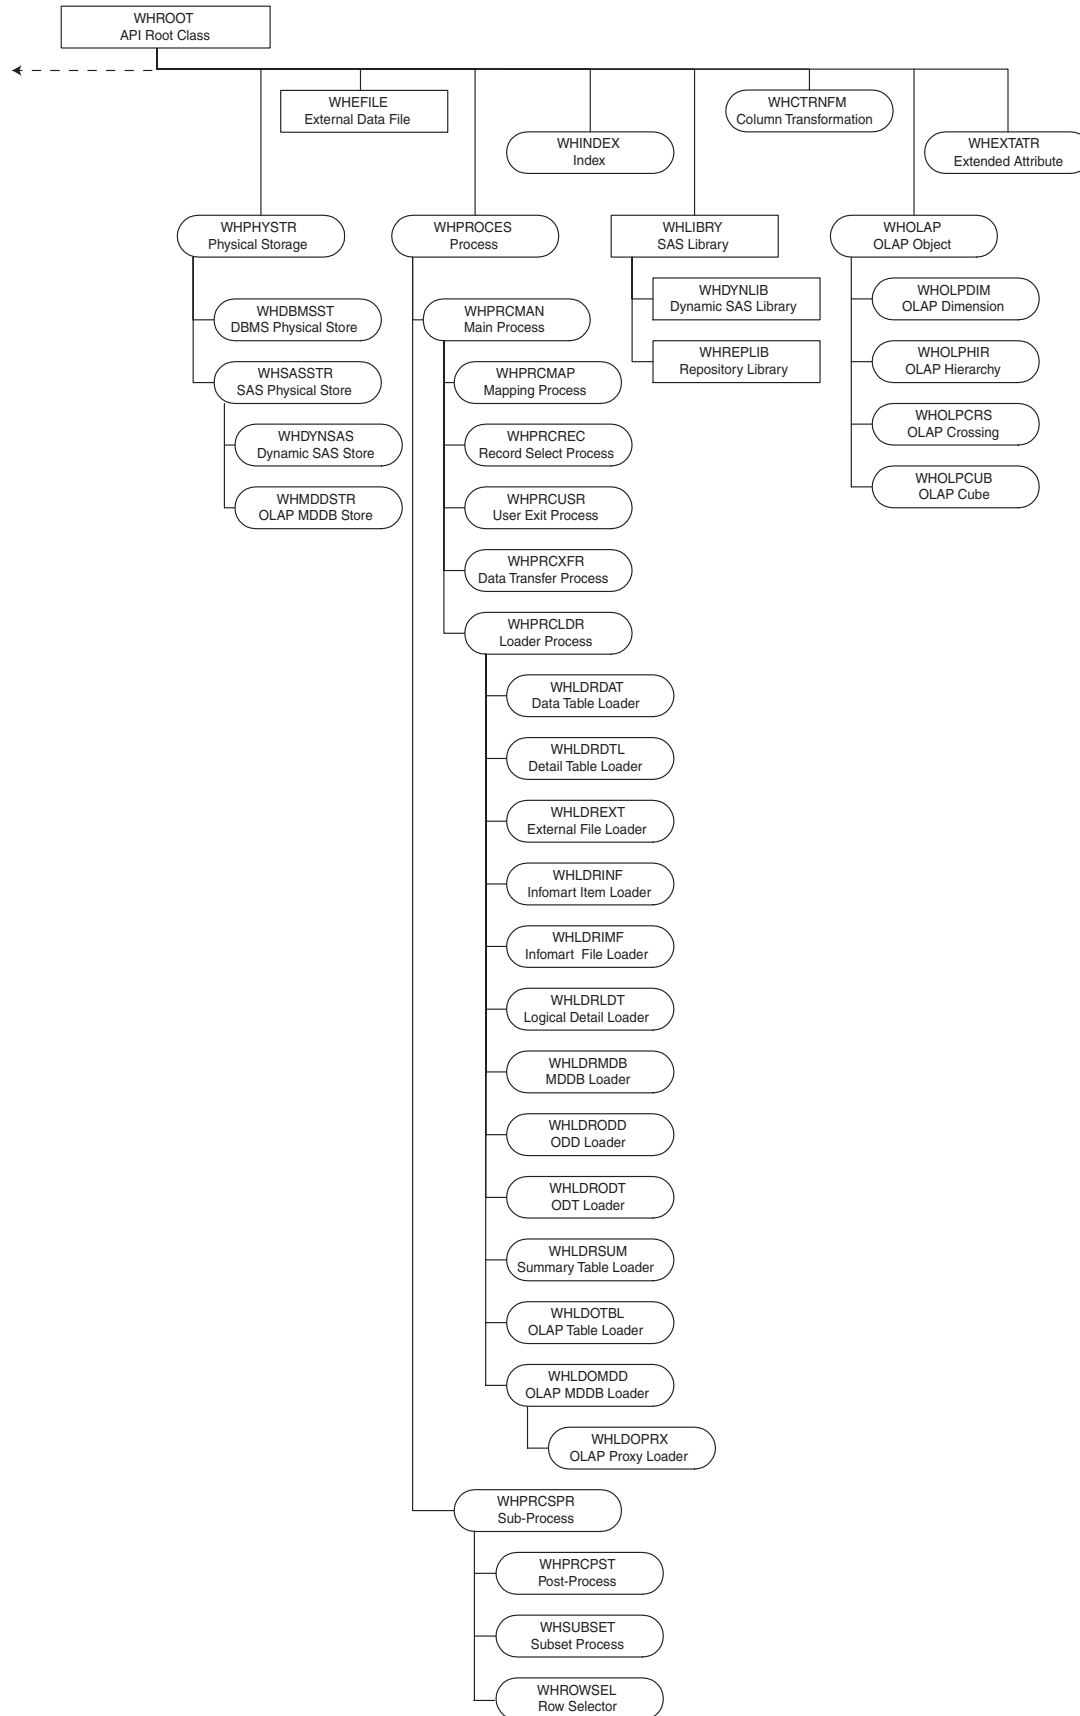 WHROOT
API Root Class
WHEFILE
External Data File
WHCTRNFM
Column Transformation
WHINDEX
Index
WHEXTATR
Extended Attribute
WHPHYSTR
Physical Storage
WHPROCES
Process
WHLIBRY
SAS Library
WHOLAP
OLAP Object
WHDBMSST
DBMS Physical Store
WHSASSTR
SAS Physical Store
WHDYNSAS
Dynamic SAS Store
WHMDDSTR
OLAP MDDB Store
WHPRCMAN
Main Process
WHPRCMAP
Mapping Process
WHPRCREC
Record Select Process
WHPRCUSR
User Exit Process
WHPRCXFR
Data Transfer Process
WHPRCLDR
Loader Process
WHDYNLIB
Dynamic SAS Library
WHREPLIB
Repository Library
WHOLPDIM
OLAP Dimension
WHOLPHIR
OLAP Hierarchy
WHOLPCRS
OLAP Crossing
WHOLPCUB
OLAP Cube
WHLDRDAT
Data Table Loader
WHLDRDTL
Detail Table Loader
WHLDREXT
External File Loader
WHLDRINF
Infomart Item Loader
WHLDRIMF
Infomart File Loader
WHLDRLDT
Logical Detail Loader
WHLDRMDB
MDDB Loader
WHLDRODD
ODD Loader
WHLDRODT
ODT Loader
WHLDRSUM
Summary Table Loader
WHLDOTBL
OLAP Table Loader
WHLDOMDD
OLAP MDDB Loader
WHLDOPRX
OLAP Proxy Loader
WHPRCSPR
Sub-Process
WHPRCPST
Post-Process
WHSUBSET
Subset Process
WHROWSEL
Row Selector